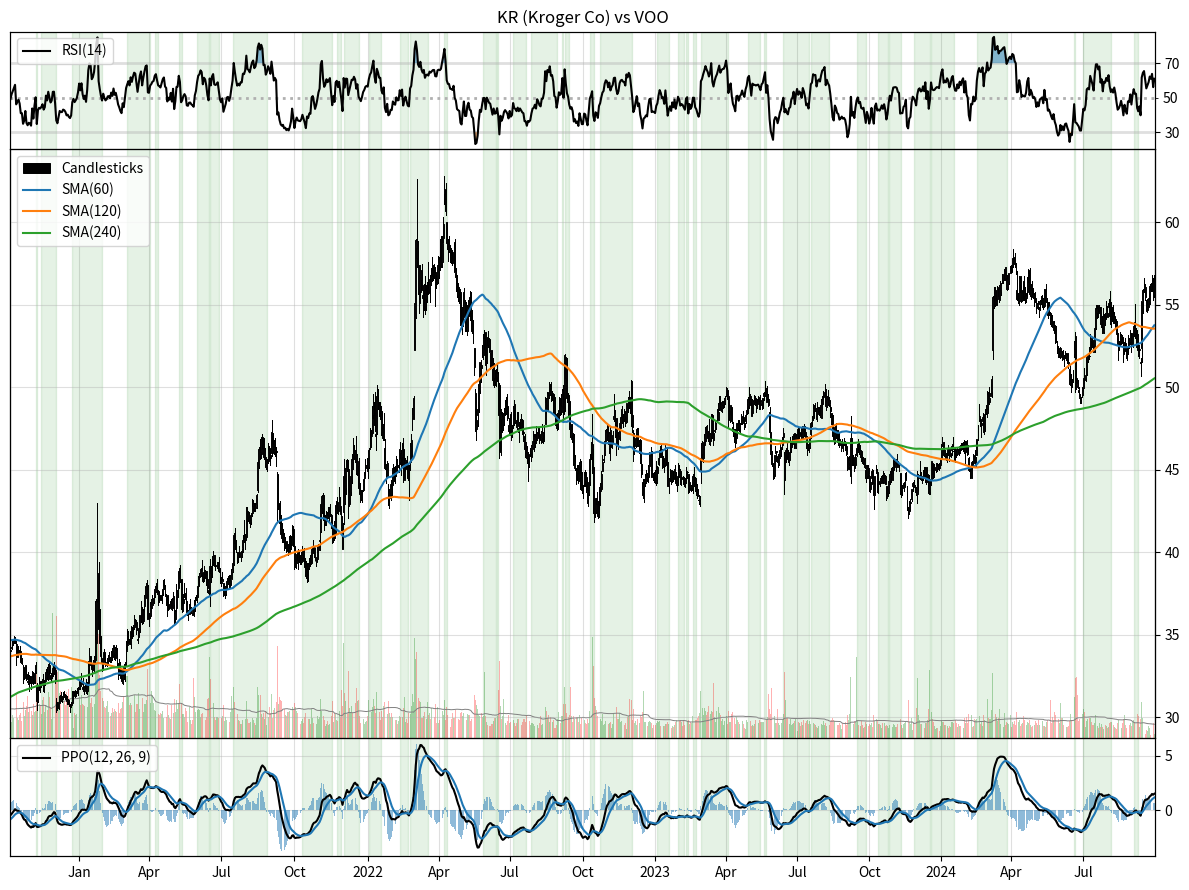 KR (Kroger Co) vs VOO
RSI(14)
70
50
30
Candlesticks
SMA(60)
SMA(120)
SMA(240)
60
55
50
45
40
35
30
PPO(12, 26, 9)
5
0
Jan Apr Jul Oct 2022 Apr Jul Oct 2023 Apr Jul Oct 2024 Apr Jul